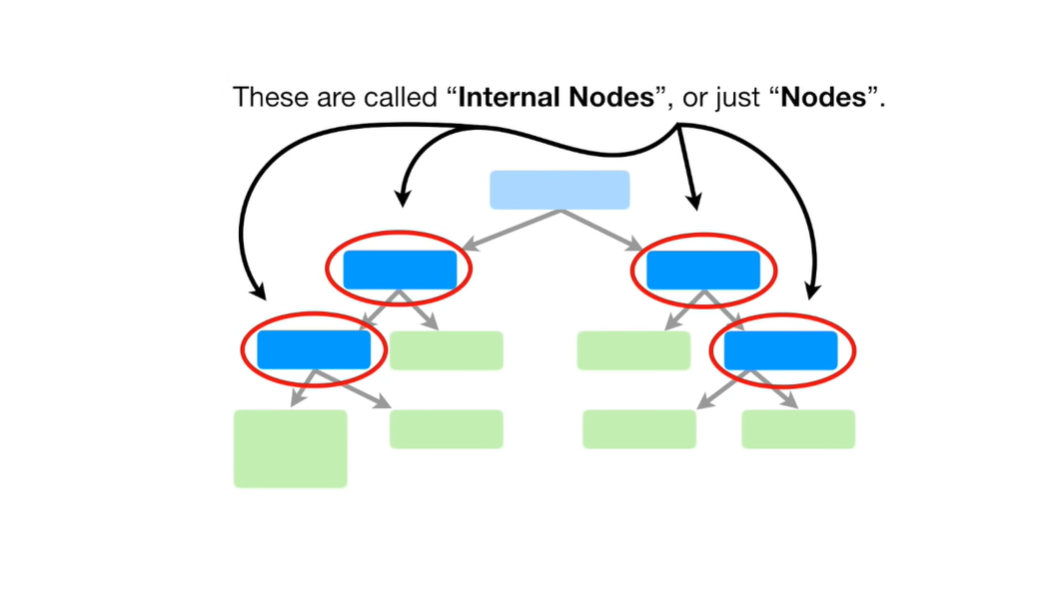 These are called “Internal Nodes”, or just “Nodes”.